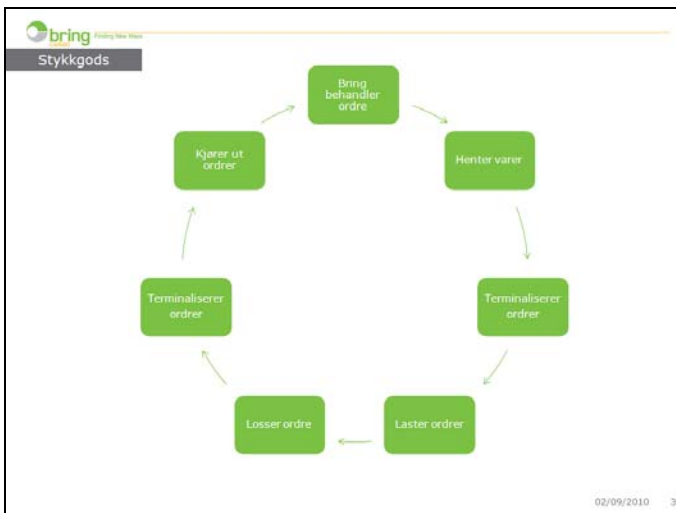 bring Finding New Ways
Stykkgods
Bring
behandler
ordre
Henter varer
Terminaliserer
ordrer
Laster ordrer
Losser ordre
Terminaliserer
ordrer
Kjører ut
ordrer
02/09/2010 3